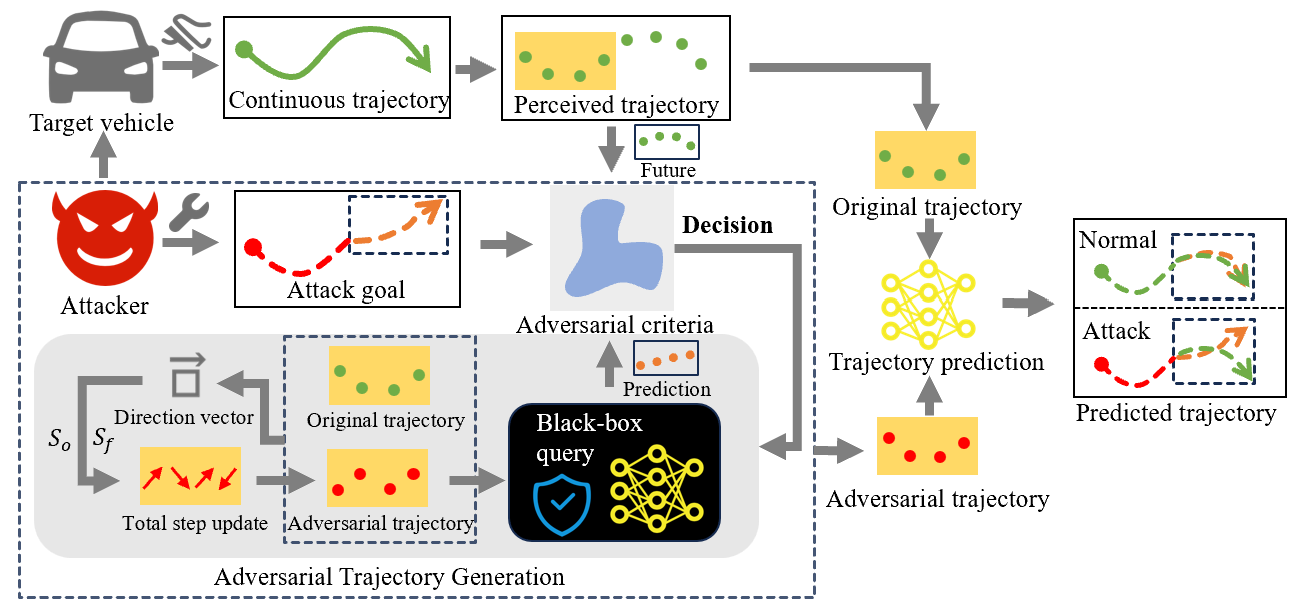 Target vehicle
Continuous trajectory
Perceived trajectory
Future
Original trajectory
Attacker
Attack goal
Adversarial criteria
Decision
Trajectory prediction
Normal
Attack
Predicted trajectory
Prediction
Direction vector
Original trajectory
Black-box
query
S_o
S_f
Total step update
Adversarial trajectory
Adversarial trajectory
Adversarial Trajectory Generation